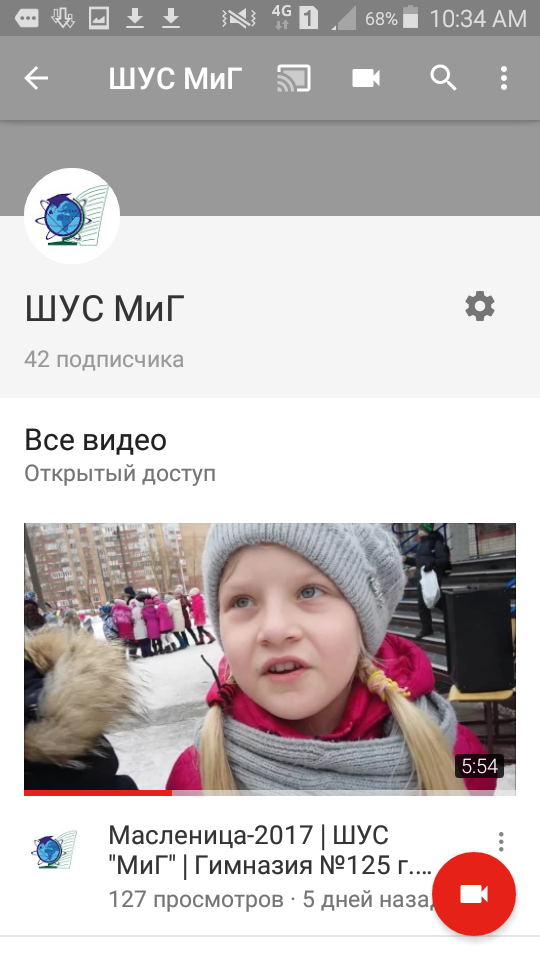 4G 1 68% 10:34 AM
ШУС МиГ
ШУС МиГ
42 подписчика
Все видео
Открытый доступ
5:54
Масленица-2017 | ШУС
"МиГ" | Гимназия №125 г....
127 просмотров · 5 дней назад